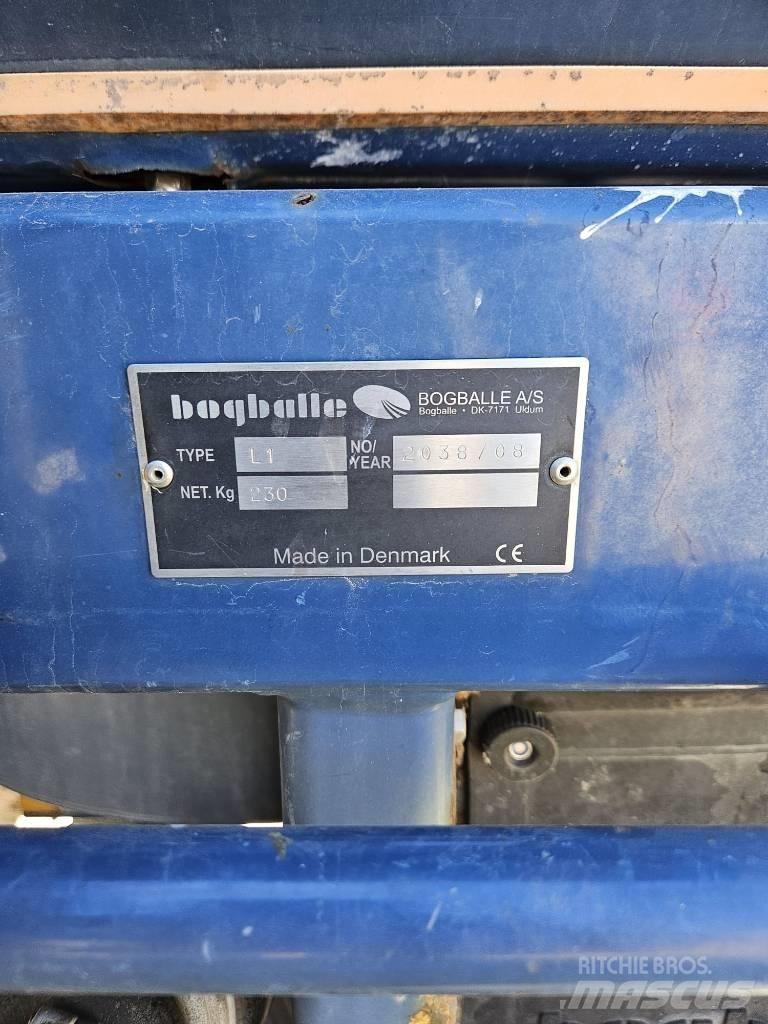 bogballe
BOGBALLE A/S
Bogballe • DK-7171 Uldum
TYPE L1 NO/YEAR 2038/08
NET. Kg 230
Made in Denmark CE
RITCHIE BROS.
MASCUS